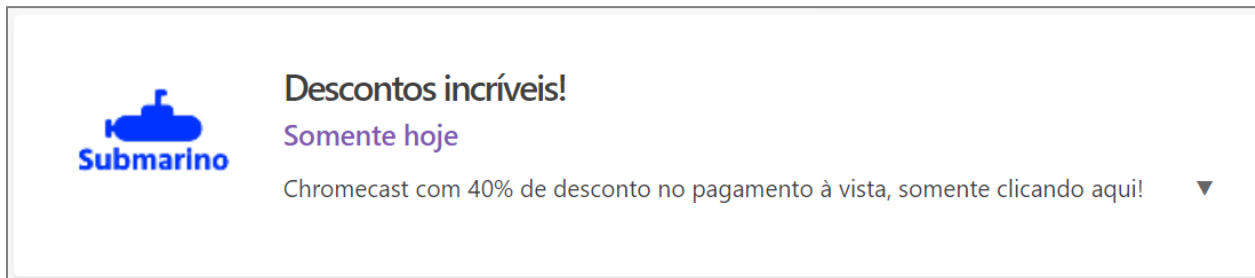 Descontos incríveis!
Submarino
Somente hoje
Chromecast com 40% de desconto no pagamento à vista, somente clicando aqui!